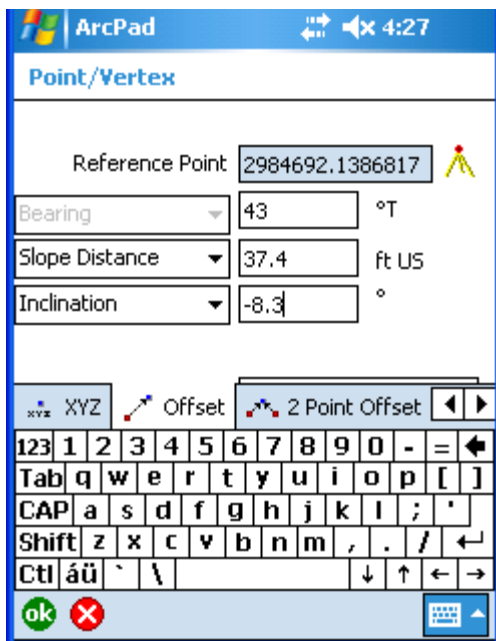 ArcPad 4:27
Point/Vertex
Reference Point 2984692.1386817
Bearing 43 °T
Slope Distance 37.4 ft US
Inclination -8.3 °
XYZ XYZ Offset 2 Point Offset
123 1 2 3 4 5 6 7 8 9 0 - =
Tab q w e r t y u i o p [ ]
CAP a s d f g h j k l ; '
Shift z x c v b n m , . /
Ctl áü ` \ ↓ ↑ ← →
ok